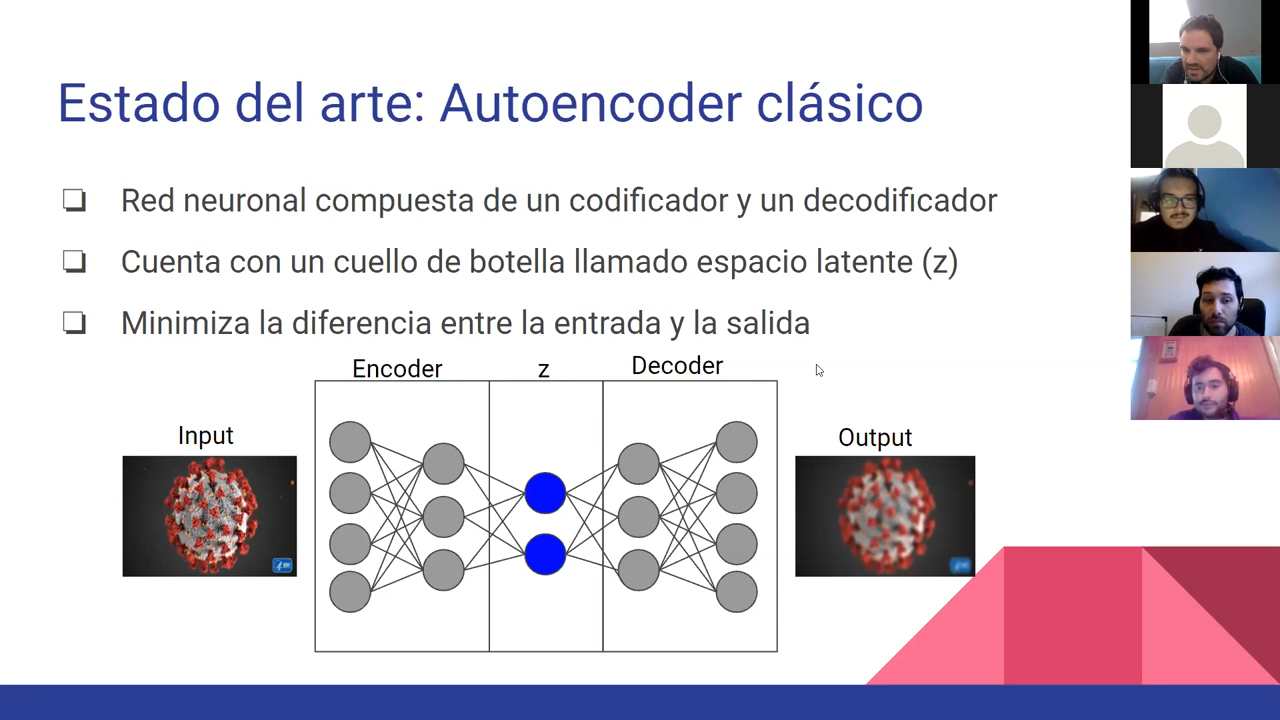 Estado del arte: Autoencoder clásico
Red neuronal compuesta de un codificador y un decodificador
Cuenta con un cuello de botella llamado espacio latente (z)
Minimiza la diferencia entre la entrada y la salida
Encoder
z
Decoder
Input
Output